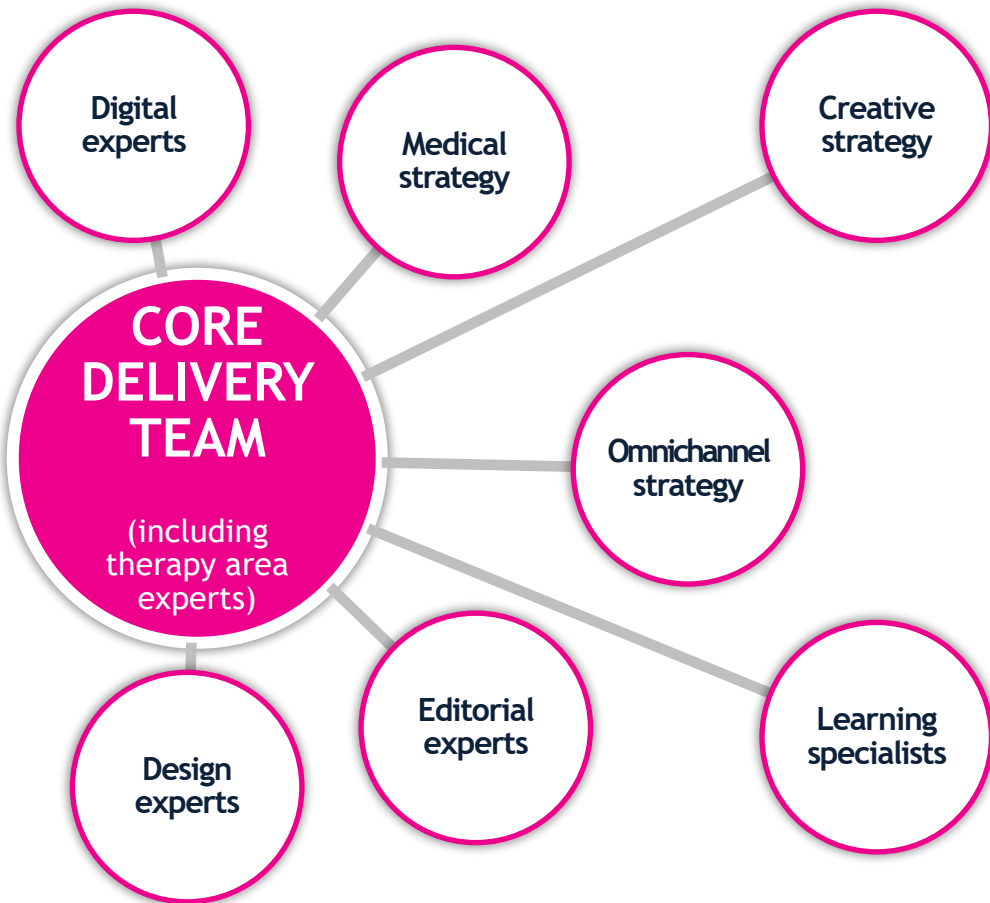 Digital
experts
Medical
strategy
Creative
strategy
CORE
DELIVERY
TEAM
(including
therapy area
experts)
Omnichannel
strategy
Editorial
experts
Learning
specialists
Design
experts